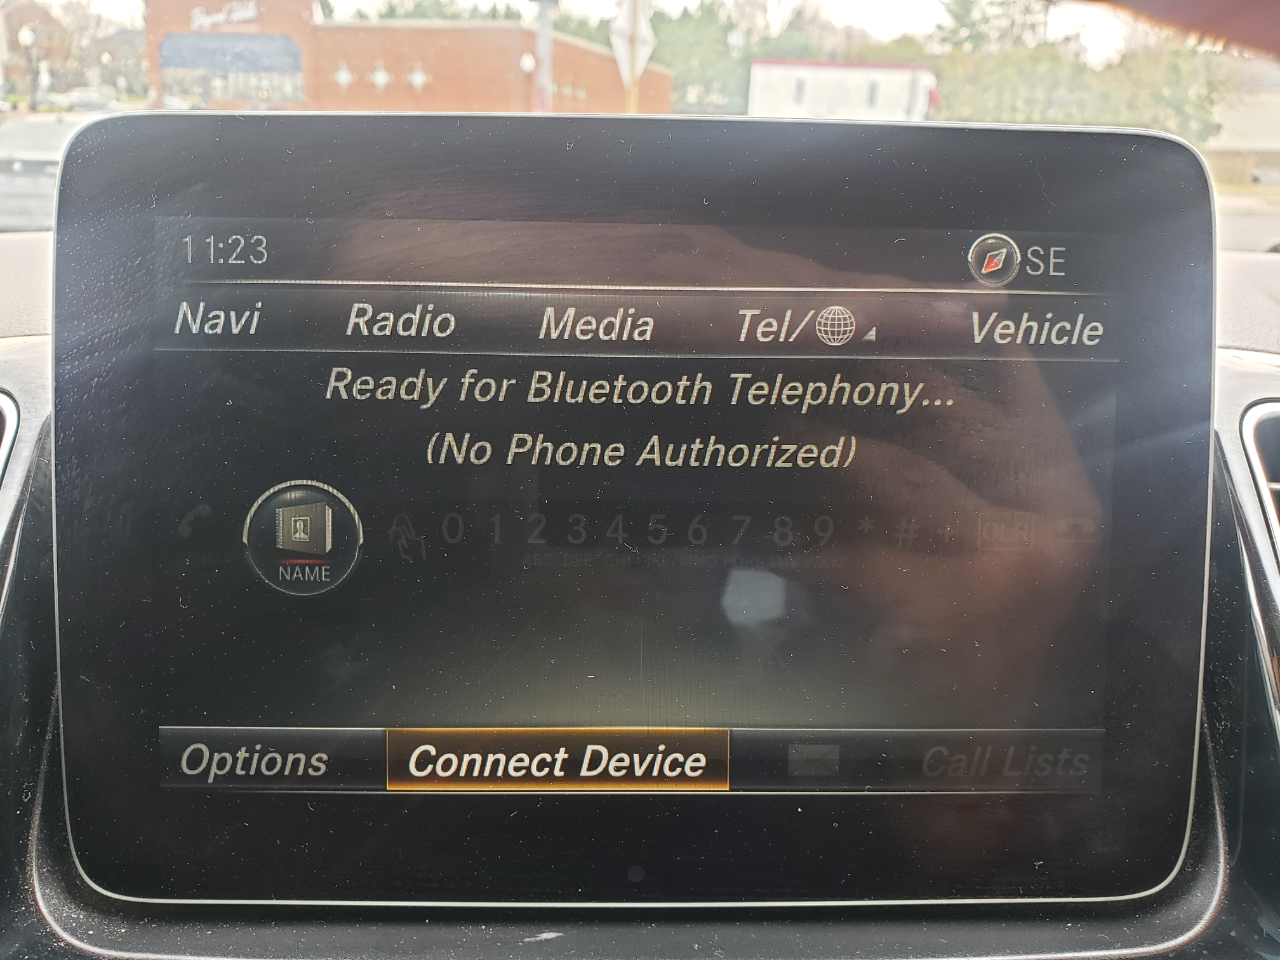 11:23 SE
Navi Radio Media Tel/ Vehicle
Ready for Bluetooth Telephony...
(No Phone Authorized)
NAME 0 1 2 3 4 5 6 7 8 9 * # + CLR
Options Connect Device Call Lists